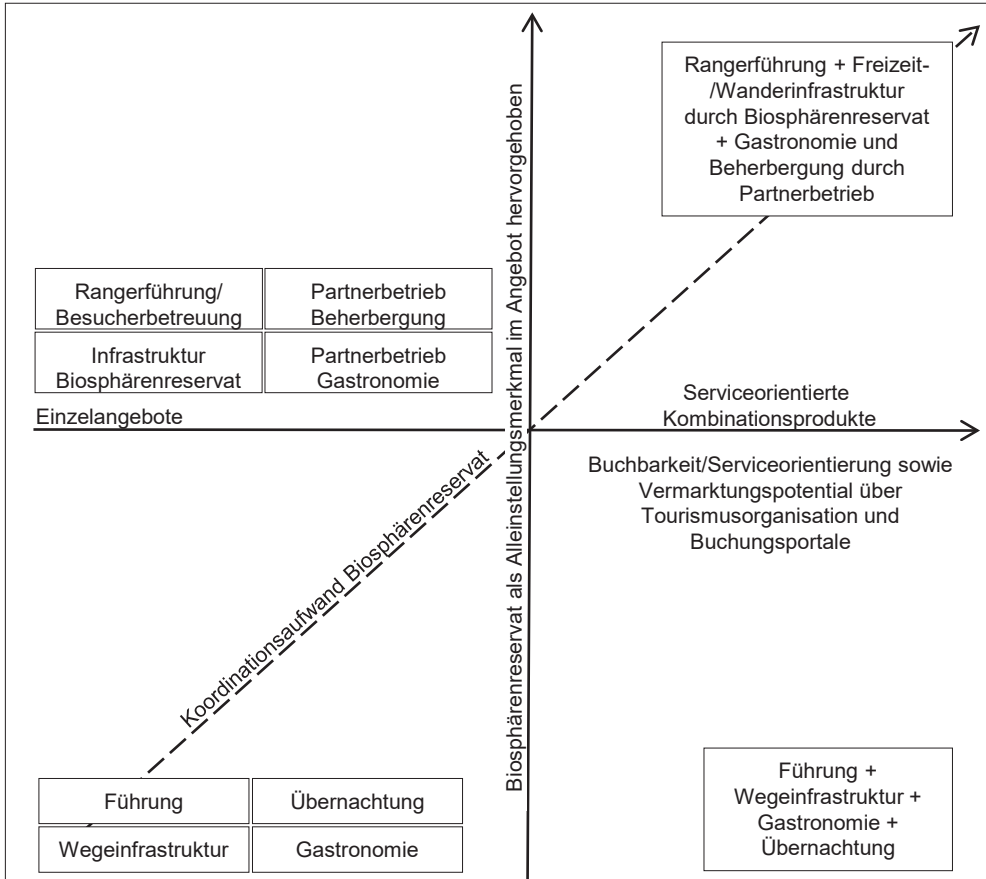 Rangerführung + Freizeit-
/Wanderinfrastruktur
durch Biosphärenreservat
+ Gastronomie und
Beherbergung durch
Partnerbetrieb
Biosphärenreservat als Alleinstellungsmerkmal im Angebot hervorgehoben
Rangerführung/
Besucherbetreuung
Partnerbetrieb
Beherbergung
Infrastruktur
Biosphärenreservat
Partnerbetrieb
Gastronomie
Einzelangebote
Serviceorientierte
Kombinationsprodukte
Buchbarkeit/Serviceorientierung sowie
Vermarktungspotential über
Tourismusorganisation und
Buchungsportale
Koordinationsaufwand Biosphärenreservat
Führung
Übernachtung
Wegeinfrastruktur
Gastronomie
Führung +
Wegeinfrastruktur +
Gastronomie +
Übernachtung